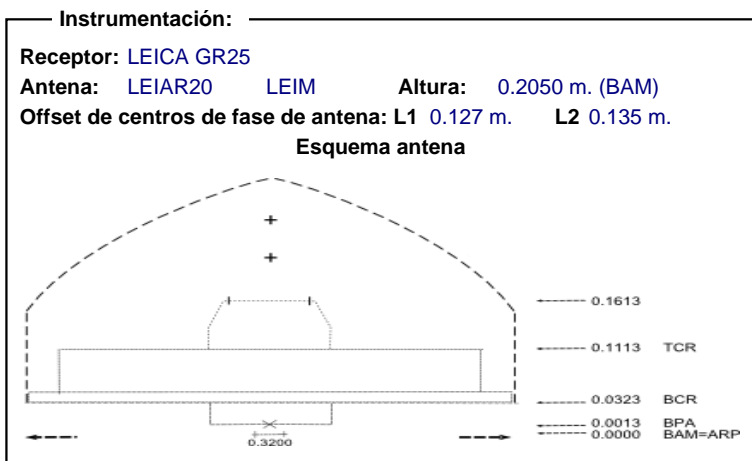 Instrumentación:
Receptor: LEICA GR25
Antena: LEIAR20 LEIM Altura: 0.2050 m. (BAM)
Offset de centros de fase de antena: L1 0.127 m. L2 0.135 m.
Esquema antena
0.1613
0.1113 TCR
0.0323 BCR
0.0013 BPA
0.0000 BAM=ARP
0.3200